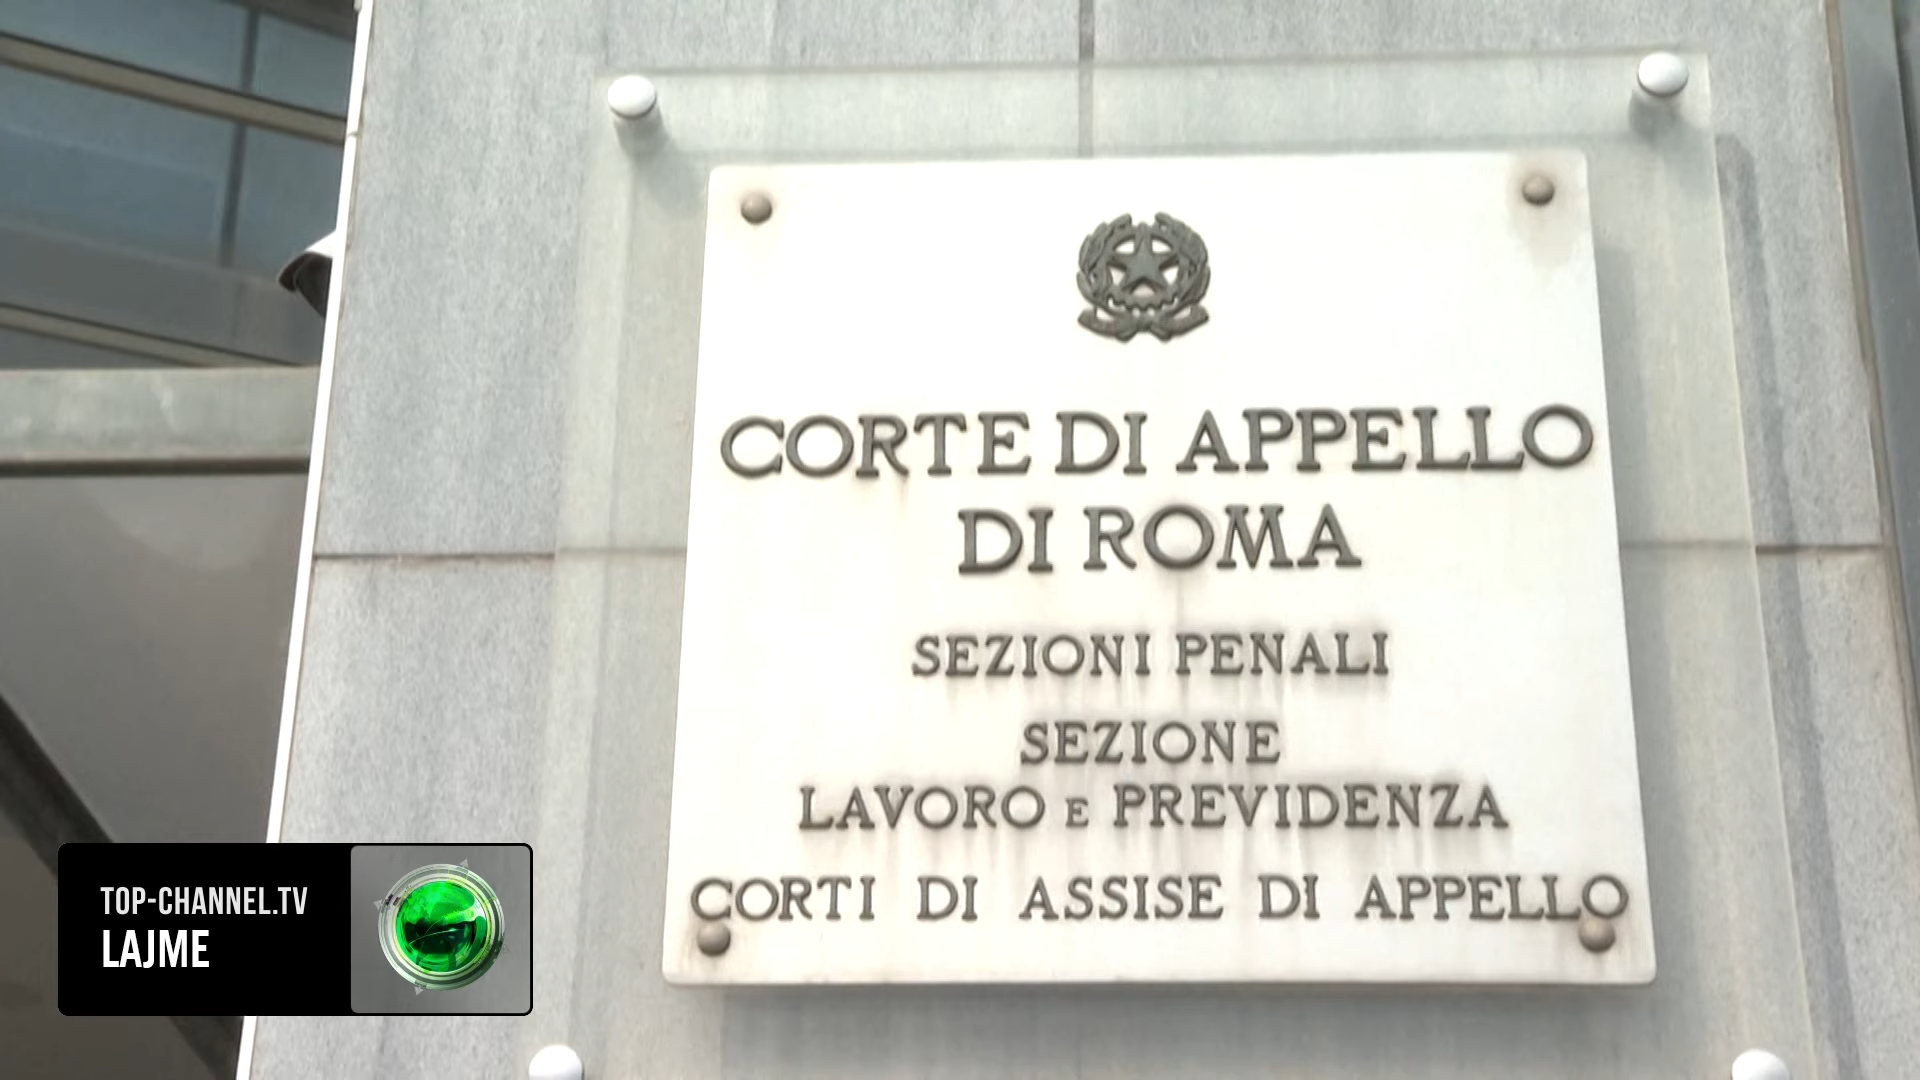 CORTE DI APPELLO
DI ROMA
SEZIONI PENALI
SEZIONE
LAVORO E PREVIDENZA
CORTI DI ASSISE DI APPELLO
TOP-CHANNEL.TV
LAJME